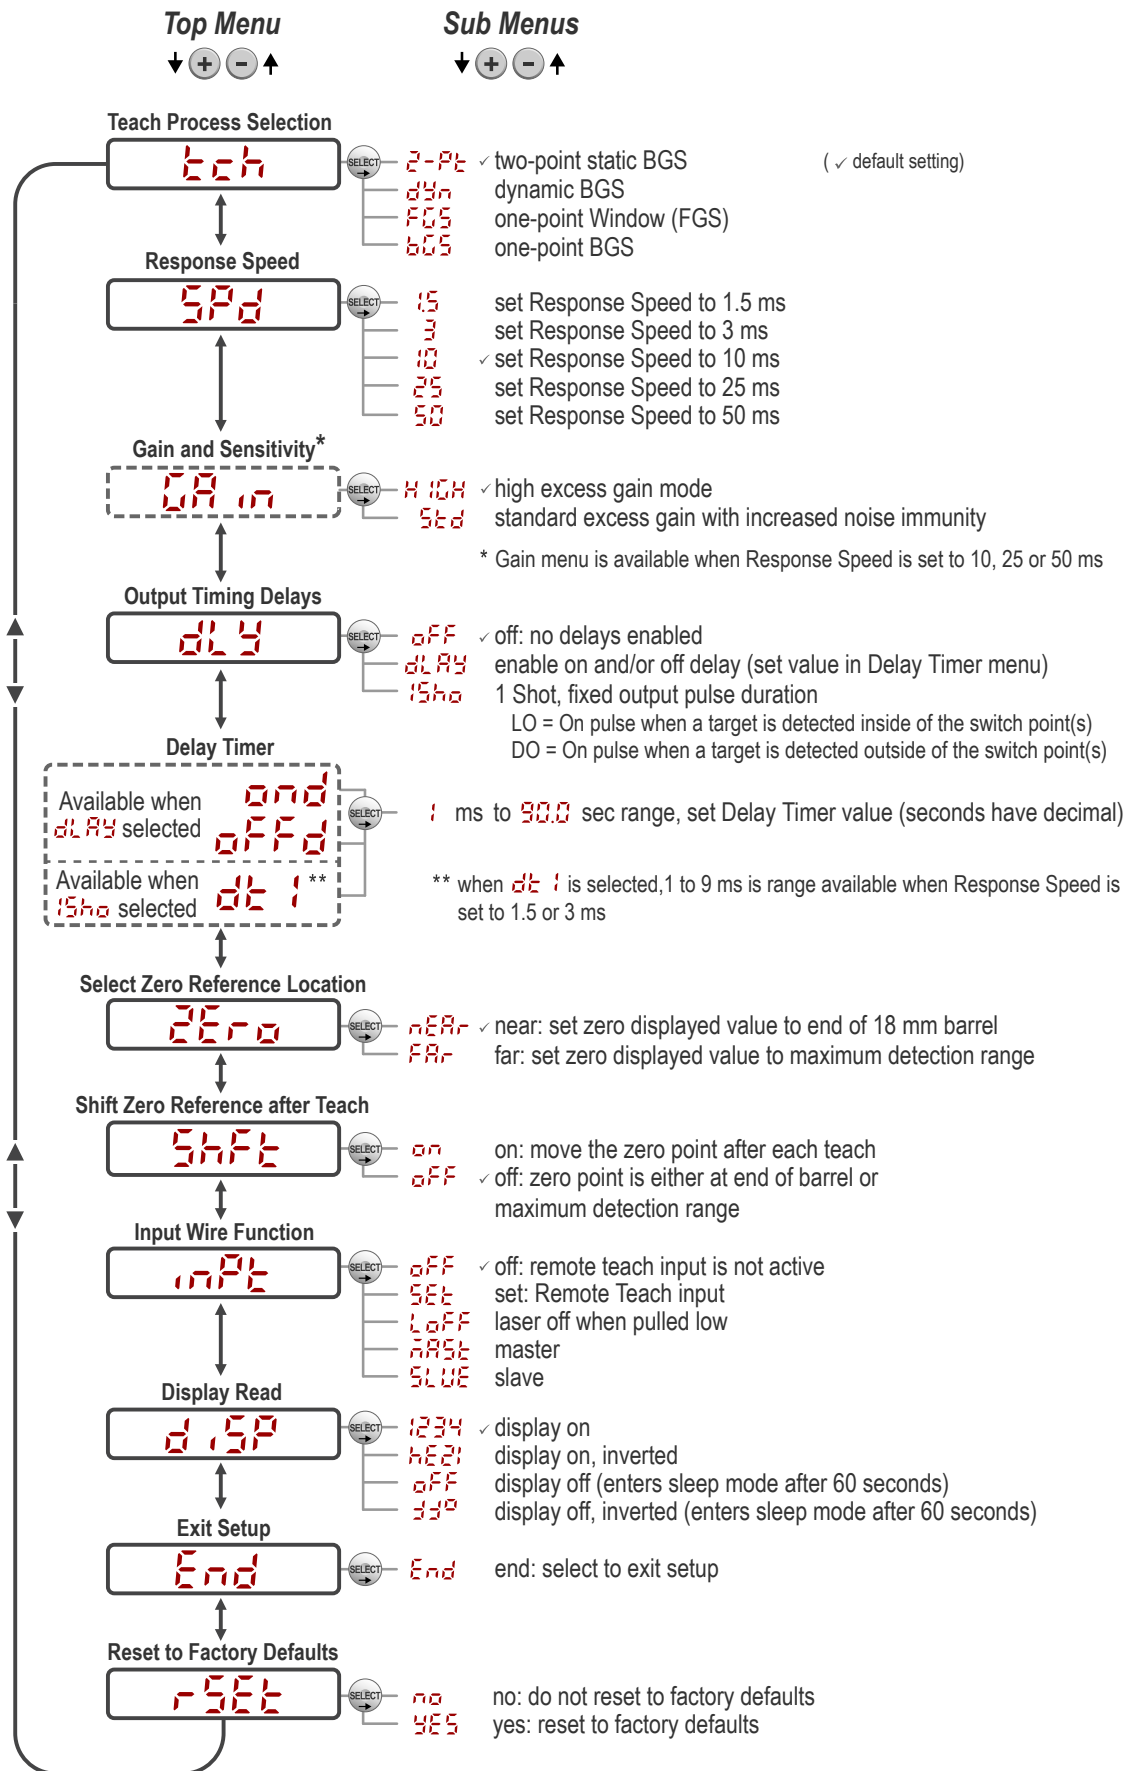 Top Menu Sub Menus
+ - + -
Teach Process Selection
tch SELECT 2-Pt ✓ two-point static BGS ( ✓ default setting)
dYn dynamic BGS
FGS one-point Window (FGS)
bGS one-point BGS
Response Speed
SPd SELECT 1.5 set Response Speed to 1.5 ms
3 set Response Speed to 3 ms
10 ✓ set Response Speed to 10 ms
25 set Response Speed to 25 ms
50 set Response Speed to 50 ms
Gain and Sensitivity*
GAin SELECT HIGH ✓ high excess gain mode
Std standard excess gain with increased noise immunity
* Gain menu is available when Response Speed is set to 10, 25 or 50 ms
Output Timing Delays
dLY SELECT oFF ✓ off: no delays enabled
dLAY enable on and/or off delay (set value in Delay Timer menu)
1Sho 1 Shot, fixed output pulse duration
LO = On pulse when a target is detected inside of the switch point(s)
DO = On pulse when a target is detected outside of the switch point(s)
Delay Timer
Available when dLAY selected
ond
oFFd
SELECT 1 ms to 90.0 sec range, set Delay Timer value (seconds have decimal)
Available when 1Sho selected
dt1 **
** when dt1 is selected,1 to 9 ms is range available when Response Speed is
set to 1.5 or 3 ms
Select Zero Reference Location
ZEro SELECT nEAr ✓ near: set zero displayed value to end of 18 mm barrel
FAr far: set zero displayed value to maximum detection range
Shift Zero Reference after Teach
ShFt SELECT on on: move the zero point after each teach
oFF ✓ off: zero point is either at end of barrel or
maximum detection range
Input Wire Function
inPt SELECT oFF ✓ off: remote teach input is not active
SEt set: Remote Teach input
LoFF laser off when pulled low
mASt master
SLVE slave
Display Read
diSP SELECT 1234 ✓ display on
hEZ1 display on, inverted
oFF display off (enters sleep mode after 60 seconds)
display off, inverted (enters sleep mode after 60 seconds)
Exit Setup
End SELECT End end: select to exit setup
Reset to Factory Defaults
rSEt SELECT no no: do not reset to factory defaults
YES yes: reset to factory defaults